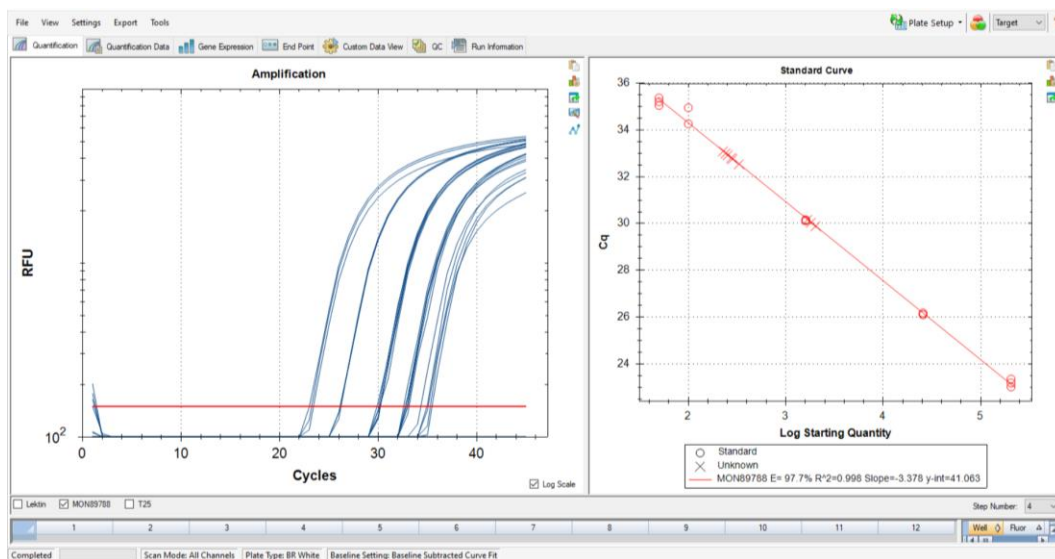 File View Settings Export Tools Plate Setup Target
Quantification Quantification Data Gene Expression End Point Custom Data View QC Run Information
Amplification
RFU
10²
0 10 20 30 40
Cycles
Log Scale
Standard Curve
Cq
36
34
32
30
28
26
24
2 3 4 5
Log Starting Quantity
Standard
Unknown
MON89788 E= 97.7% R^2=0.998 Slope=-3.378 y-int=41.063
Lektin MON89788 T25 Step Number: 4
1 2 3 4 5 6 7 8 9 10 11 12 Well Fluor
Completed Scan Mode: All Channels Plate Type: BR White Baseline Setting: Baseline Subtracted Curve Fit